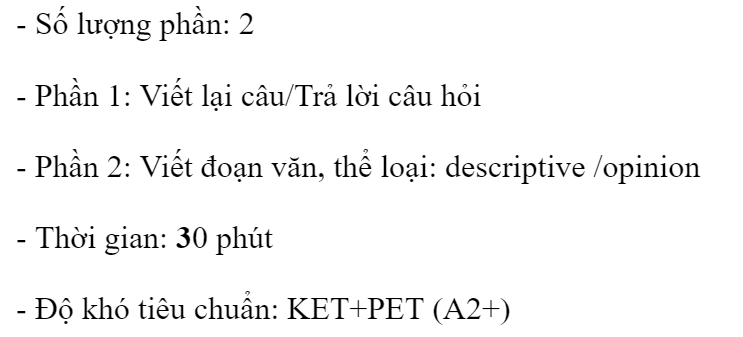 - Số lượng phần: 2
- Phần 1: Viết lại câu/Trả lời câu hỏi
- Phần 2: Viết đoạn văn, thể loại: descriptive /opinion
- Thời gian: 30 phút
- Độ khó tiêu chuẩn: KET+PET (A2+)